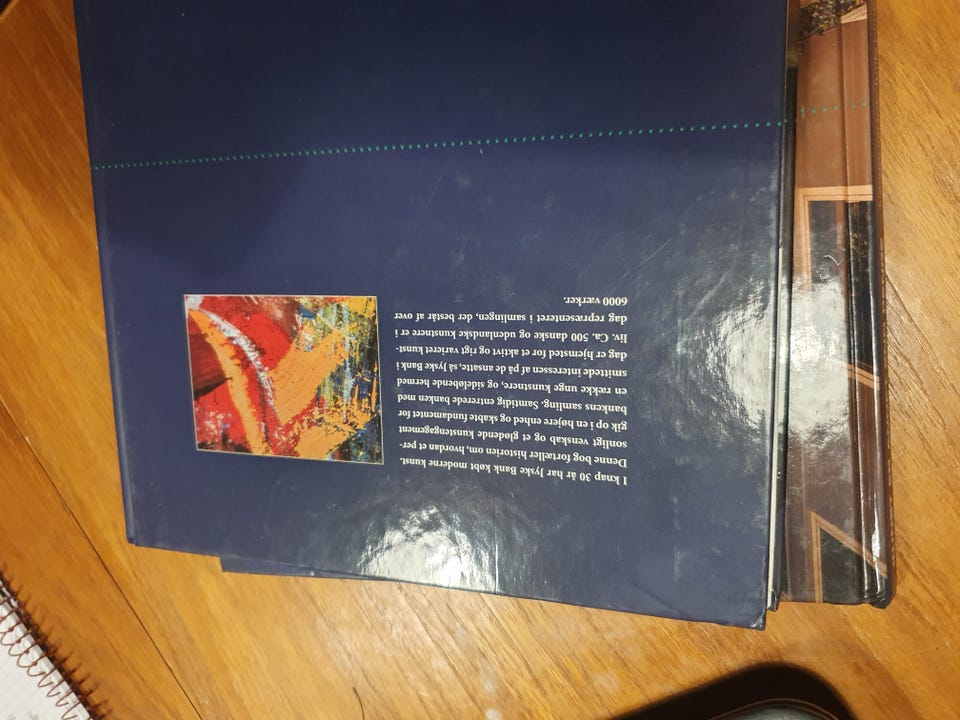 I knap 30 år har Jyske Bank købt moderne kunst.
Denne bog fortæller historien om, hvordan et per-
sonligt venskab og et glødende kunstengagement
gik op i en højere enhed og skabte fundamentet for
bankens samling. Samtidig entrerede banken med
en række unge kunstnere, og sideløbende hermed
smittede interessen af på de ansatte, så Jyske Bank i
dag er hjemsted for et aktivt og rigt varieret kunst-
liv. Ca. 500 danske og udenlandske kunstnere er i
dag repræsenteret i samlingen, der består af over
6000 værker.